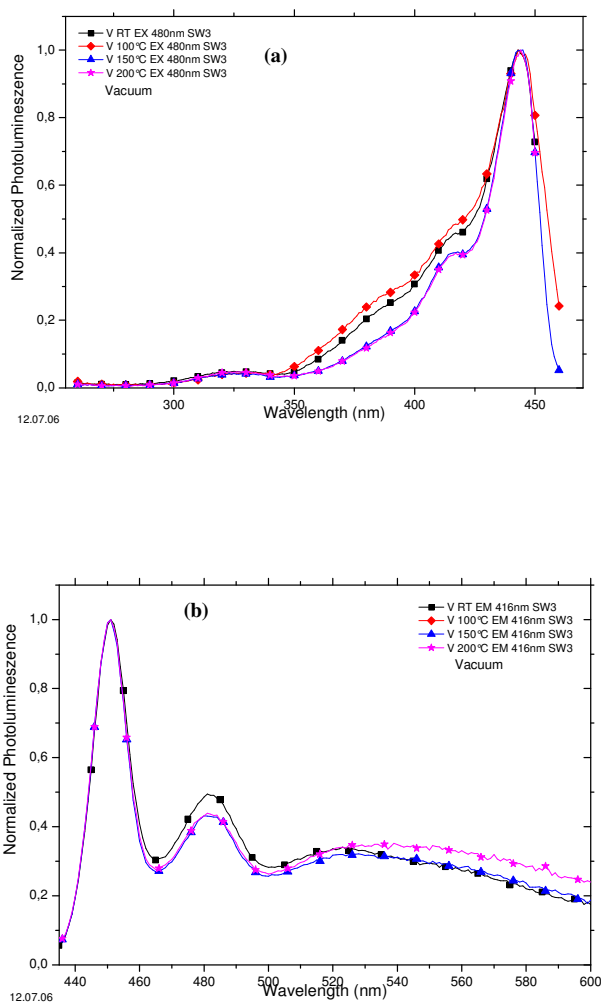 V RT EX 480nm SW3
V 100°C EX 480nm SW3
V 150°C EX 480nm SW3
V 200°C EX 480nm SW3
Vacuum
(a)
Normalized Photolumineszence
1,0
0,8
0,6
0,4
0,2
0,0
300
350
400
450
Wavelength (nm)
12.07.06
(b)
V RT EM 416nm SW3
V 100°C EM 416nm SW3
V 150°C EM 416nm SW3
V 200°C EM 416nm SW3
Vacuum
Normalized Photolumineszence
1,0
0,8
0,6
0,4
0,2
0,0
440
460
480
500
520
540
560
580
600
Wavelength (nm)
12.07.06